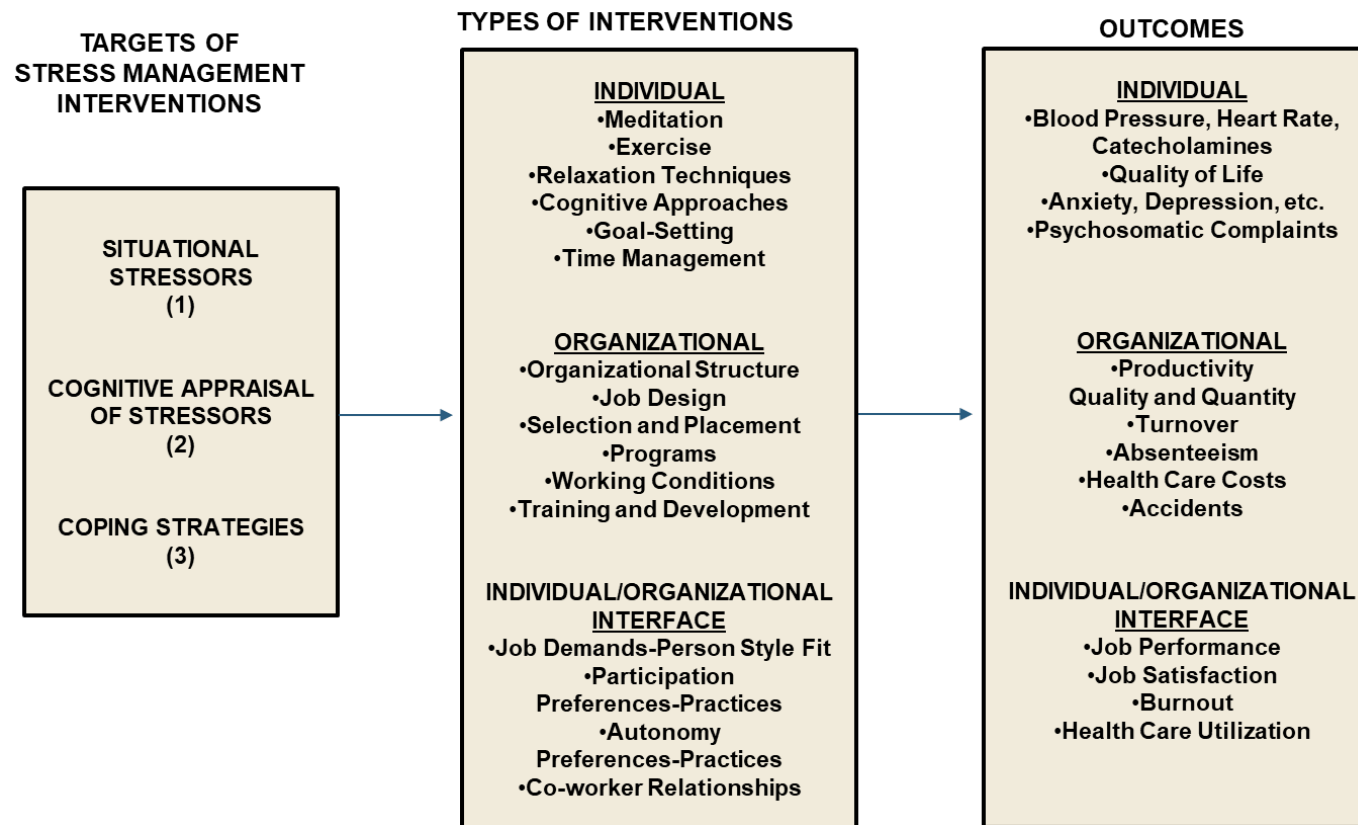 TARGETS OF
STRESS MANAGEMENT
INTERVENTIONS
SITUATIONAL
STRESSORS
(1)
COGNITIVE APPRAISAL
OF STRESSORS
(2)
COPING STRATEGIES
(3)
TYPES OF INTERVENTIONS
INDIVIDUAL
•Meditation
•Exercise
•Relaxation Techniques
•Cognitive Approaches
•Goal-Setting
•Time Management
ORGANIZATIONAL
•Organizational Structure
•Job Design
•Selection and Placement
•Programs
•Working Conditions
•Training and Development
INDIVIDUAL/ORGANIZATIONAL
INTERFACE
•Job Demands-Person Style Fit
•Participation
Preferences-Practices
•Autonomy
Preferences-Practices
•Co-worker Relationships
OUTCOMES
INDIVIDUAL
•Blood Pressure, Heart Rate,
Catecholamines
•Quality of Life
•Anxiety, Depression, etc.
•Psychosomatic Complaints
ORGANIZATIONAL
•Productivity
Quality and Quantity
•Turnover
•Absenteeism
•Health Care Costs
•Accidents
INDIVIDUAL/ORGANIZATIONAL
INTERFACE
•Job Performance
•Job Satisfaction
•Burnout
•Health Care Utilization